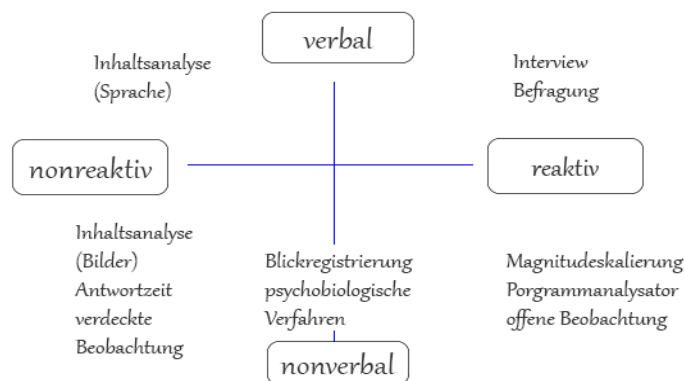 verbal
Inhaltsanalyse
(Sprache)
Interview
Befragung
nonreaktiv
reaktiv
Inhaltsanalyse
(Bilder)
Antwortzeit
verdeckte
Beobachtung
Blickregistrierung
psychobiologische
Verfahren
Magnitudeskalierung
Porgrammanalysator
offene Beobachtung
nonverbal